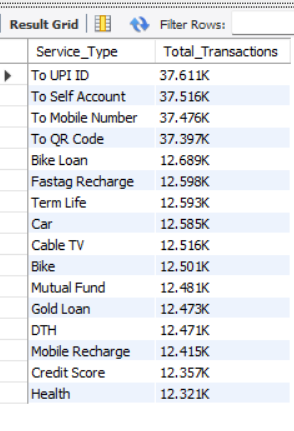 Result Grid Filter Rows:
Service_Type Total_Transactions
To UPI ID 37.611K
To Self Account 37.516K
To Mobile Number 37.476K
To QR Code 37.397K
Bike Loan 12.689K
Fastag Recharge 12.598K
Term Life 12.593K
Car 12.585K
Cable TV 12.516K
Bike 12.501K
Mutual Fund 12.481K
Gold Loan 12.473K
DTH 12.471K
Mobile Recharge 12.415K
Credit Score 12.357K
Health 12.321K